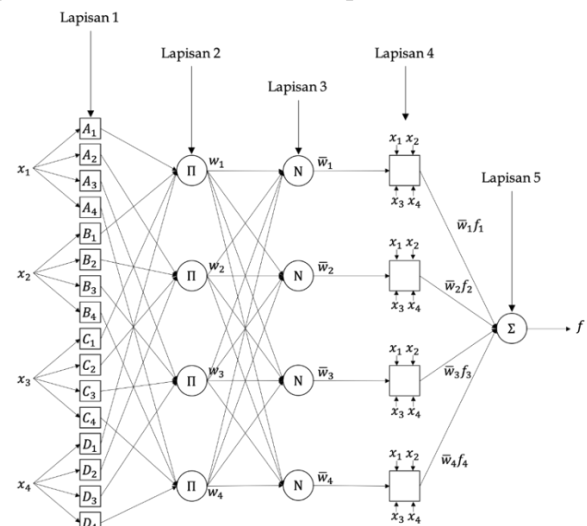 Lapisan 1
Lapisan 2
Lapisan 3
Lapisan 4
Lapisan 5
x₁
x₂
x₃
x₄
A₁
A₂
A₃
A₄
B₁
B₂
B₃
B₄
C₁
C₂
C₃
C₄
D₁
D₂
D₃
D₄
Π
Π
Π
Π
w₁
w₂
w₃
w₄
N
N
N
N
w̅₁
w̅₂
w̅₃
w̅₄
x₁ x₂
x₃ x₄
x₁ x₂
x₃ x₄
x₁ x₂
x₃ x₄
x₁ x₂
x₃ x₄
w̅₁f₁
w̅₂f₂
w̅₃f₃
w̅₄f₄
Σ
f